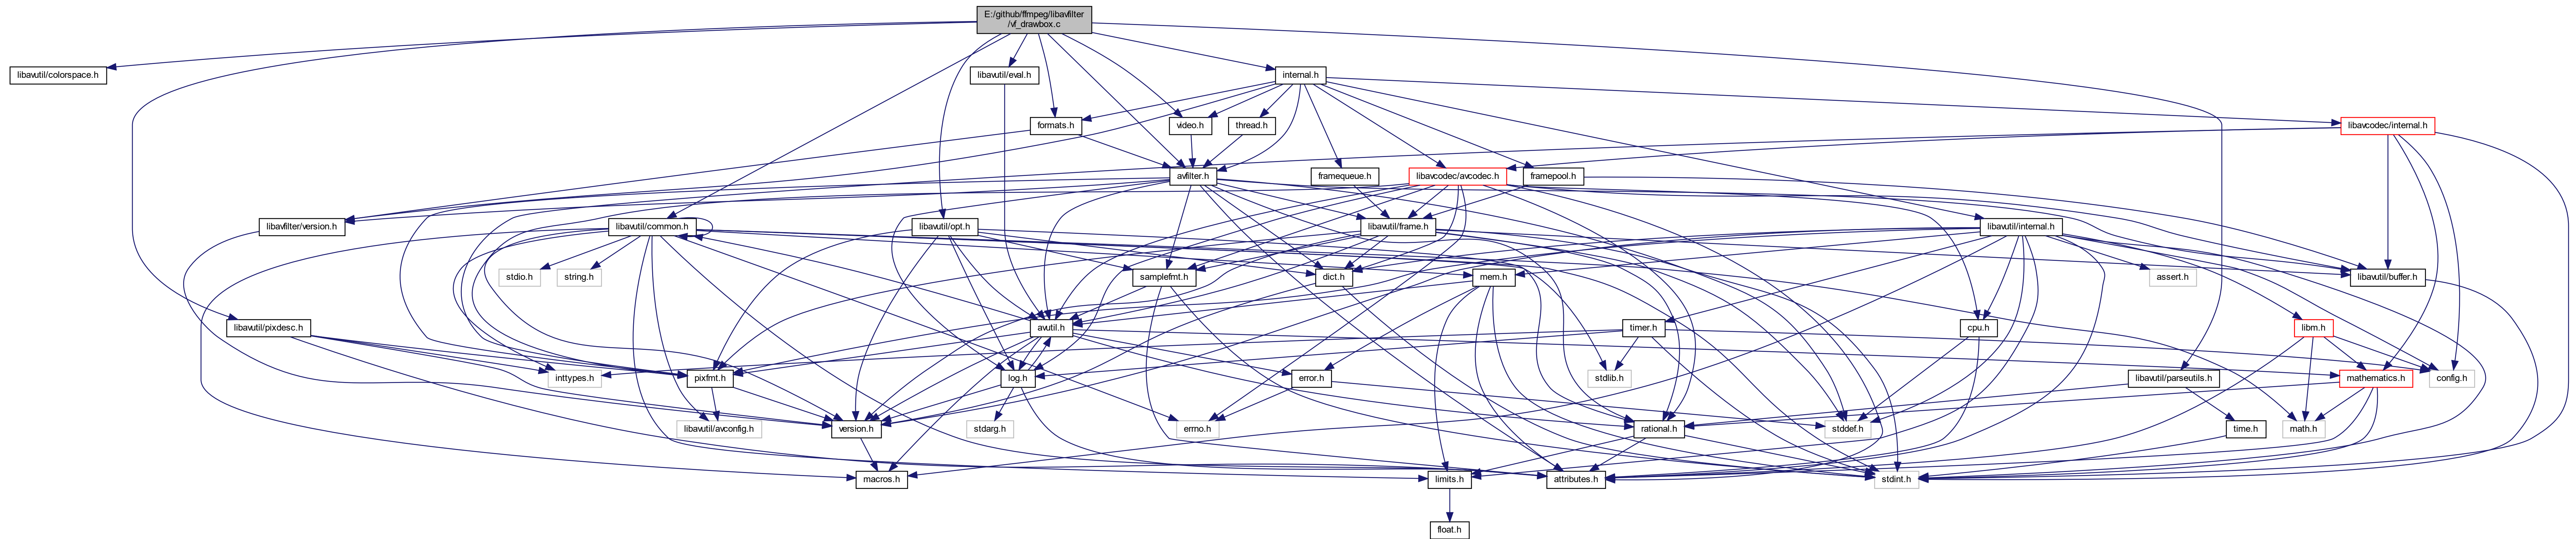 E:/github/ffmpeg/libavfilter
/vf_drawbox.c
libavutil/colorspace.h
libavutil/eval.h
internal.h
formats.h
video.h
thread.h
libavcodec/internal.h
avfilter.h
framequeue.h
libavcodec/avcodec.h
framepool.h
libavfilter/version.h
libavutil/common.h
libavutil/opt.h
libavutil/frame.h
libavutil/internal.h
stdio.h
string.h
samplefmt.h
dict.h
mem.h
assert.h
libavutil/buffer.h
libavutil/pixdesc.h
avutil.h
timer.h
cpu.h
libm.h
inttypes.h
pixfmt.h
log.h
error.h
stdlib.h
libavutil/parseutils.h
mathematics.h
config.h
libavutil/avconfig.h
version.h
stdarg.h
errno.h
rational.h
stddef.h
time.h
math.h
macros.h
limits.h
attributes.h
stdint.h
float.h